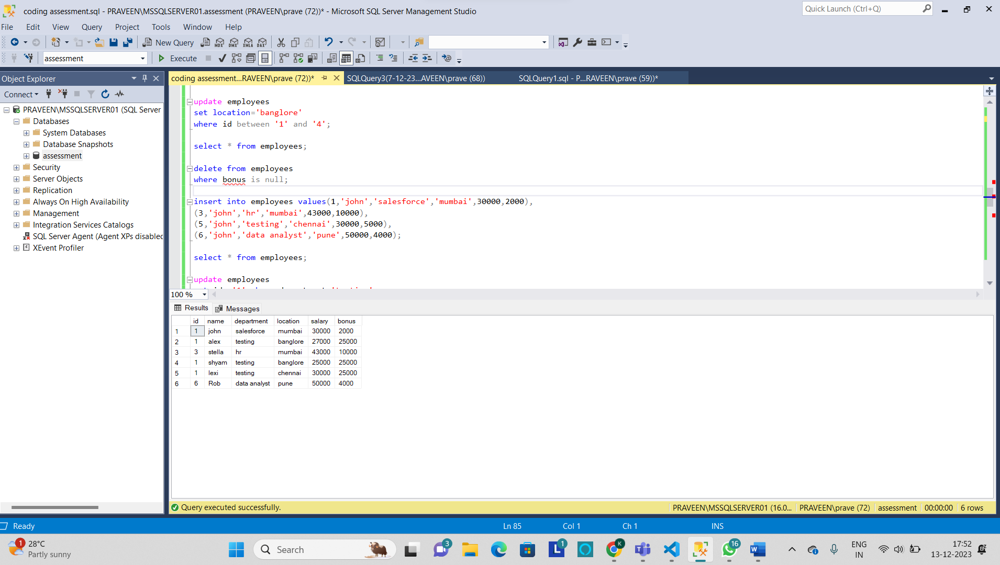 coding assessment.sql - PRAVEEN\MSSQLSERVER01.assessment (PRAVEEN\prave (72))* - Microsoft SQL Server Management Studio
Quick Launch (Ctrl+Q)
File Edit View Query Project Tools Window Help
New Query MDX DMX XMLA DAX
assessment Execute
Object Explorer
coding assessment...RAVEEN\prave (72))* SQLQuery3(7-12-23...AVEEN\prave (68)) SQLQuery1.sql - P...RAVEEN\prave (59))*
Connect
PRAVEEN\MSSQLSERVER01 (SQL Server
Databases
System Databases
Database Snapshots
assessment
Security
Server Objects
Replication
Always On High Availability
Management
Integration Services Catalogs
SQL Server Agent (Agent XPs disabled
XEvent Profiler
update employees
set location='banglore'
where id between '1' and '4';
select * from employees;
delete from employees
where bonus is null;
insert into employees values(1,'john','salesforce','mumbai',30000,2000),
(3,'john','hr','mumbai',43000,10000),
(5,'john','testing','chennai',30000,5000),
(6,'john','data analyst','pune',50000,4000);
select * from employees;
update employees
100 %
Results Messages
id name department location salary bonus
1 1 john salesforce mumbai 30000 2000
2 1 alex testing banglore 27000 25000
3 3 stella hr mumbai 43000 10000
4 1 shyam testing banglore 25000 25000
5 1 lexi testing chennai 30000 25000
6 6 Rob data analyst pune 50000 4000
Query executed successfully. PRAVEEN\MSSQLSERVER01 (16.0... PRAVEEN\prave (72) assessment 00:00:00 6 rows
Ready Ln 85 Col 1 Ch 1 INS
1 28°C
Partly sunny
Search
3
L 1
K
16
W
ENG
IN
17:52
13-12-2023